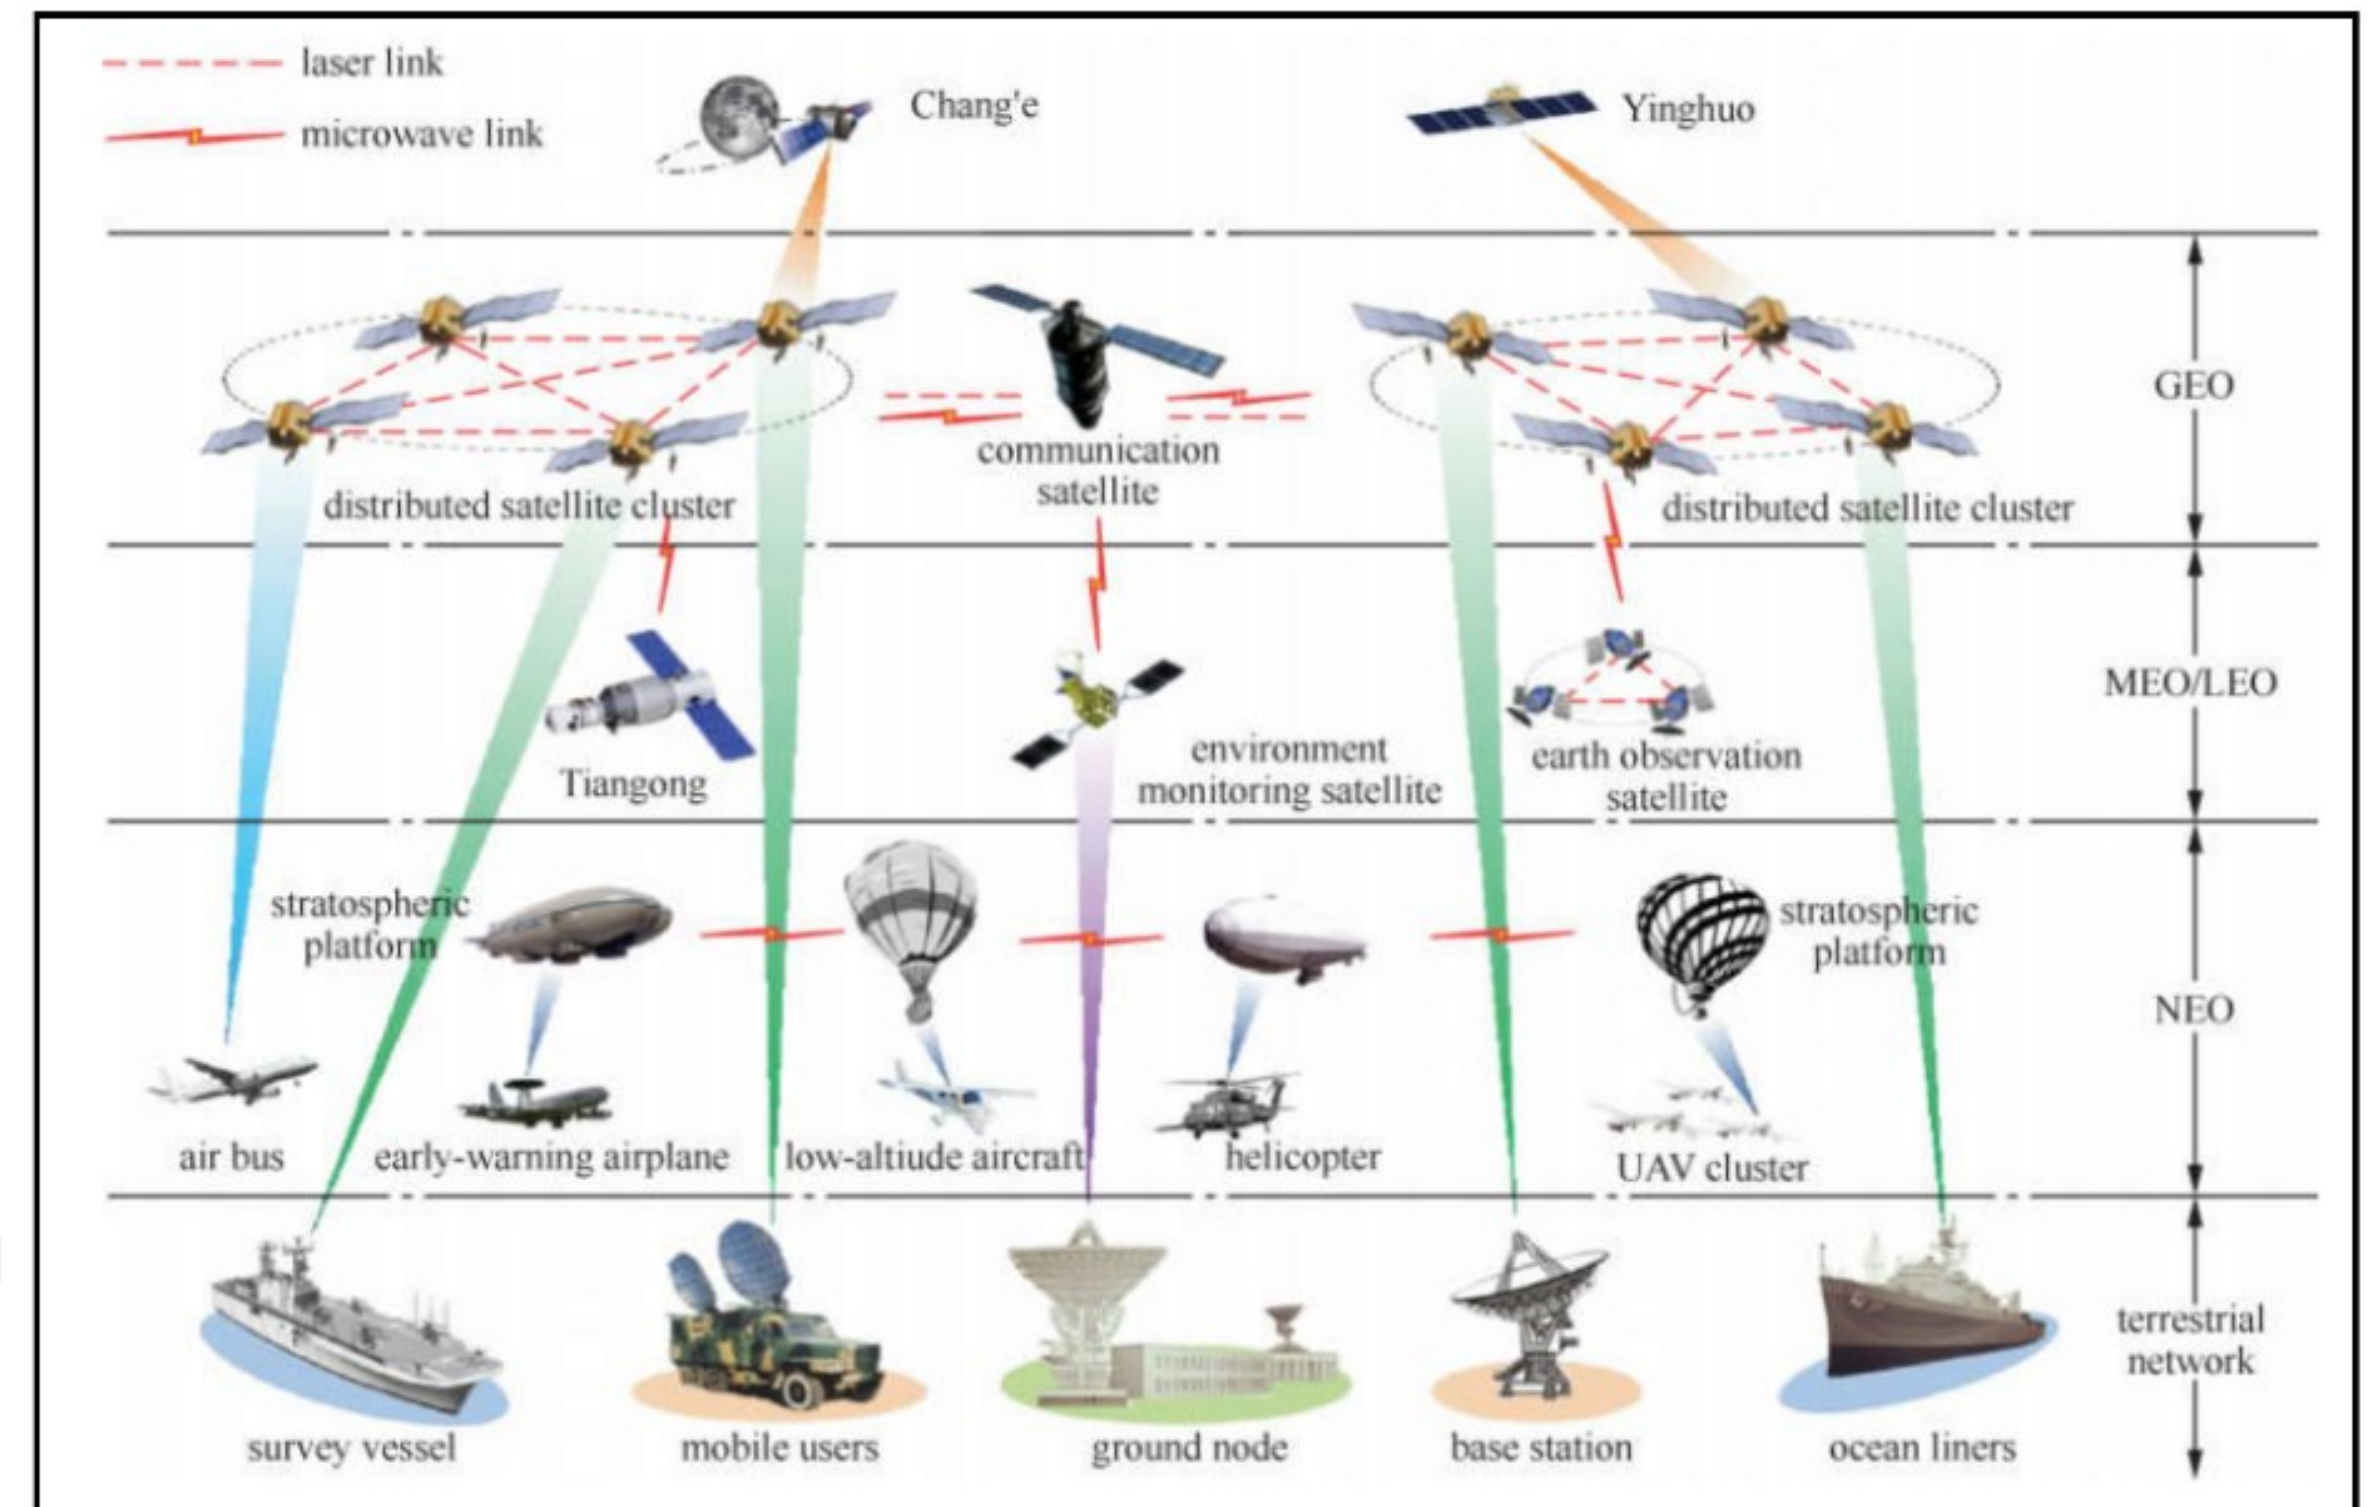 laser link
microwave link
Chang'e
Yinghuo
communication
satellite
distributed satellite cluster
distributed satellite cluster
GEO
Tiangong
environment
monitoring satellite
earth observation
satellite
MEO/LEO
stratospheric
platform
stratospheric
platform
NEO
air bus
early-warning airplane
low-altiude aircraft
helicopter
UAV cluster
terrestrial
network
survey vessel
mobile users
ground node
base station
ocean liners